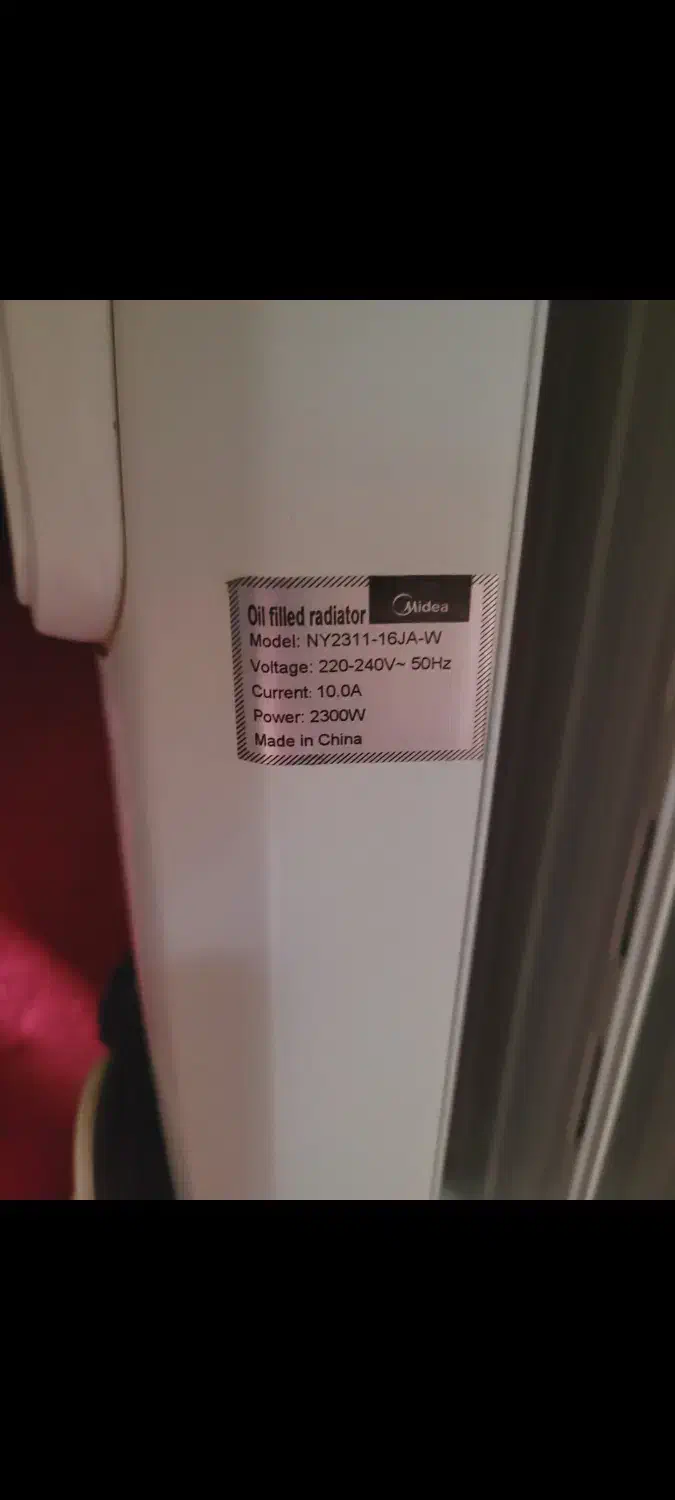 Midea
Oil filled radiator
Model: NY2311-16JA-W
Voltage: 220-240V~ 50Hz
Current: 10.0A
Power: 2300W
Made in China